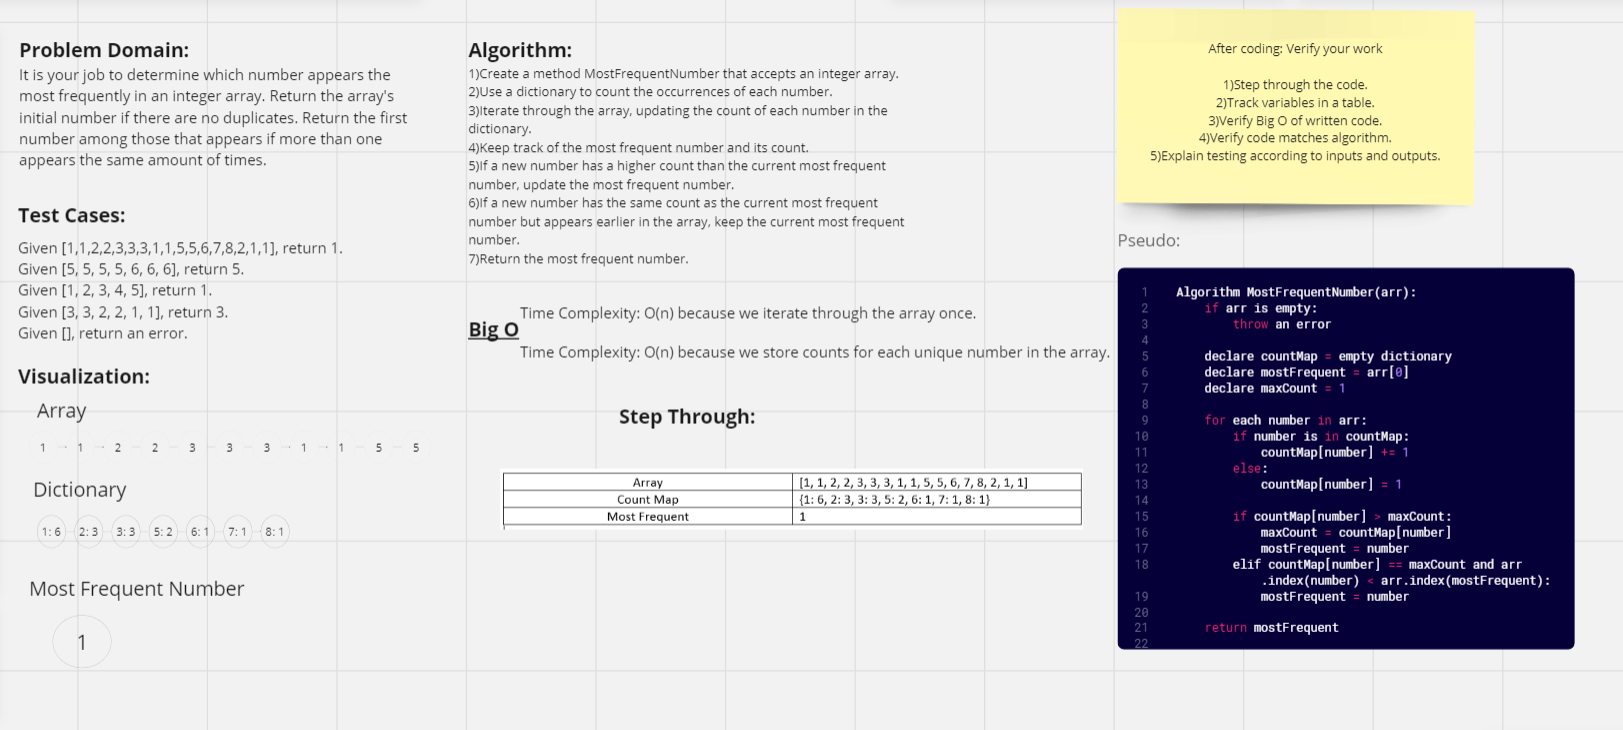 Problem Domain:
It is your job to determine which number appears the
most frequently in an integer array. Return the array's
initial number if there are no duplicates. Return the first
number among those that appears if more than one
appears the same amount of times.
Test Cases:
Given [1,1,2,2,3,3,3,1,1,5,5,6,7,8,2,1,1], return 1.
Given [5, 5, 5, 5, 6, 6, 6], return 5.
Given [1, 2, 3, 4, 5], return 1.
Given [3, 3, 2, 2, 1, 1], return 3.
Given [], return an error.
Visualization:
Array
1 1 2 2 3 3 3 1 1 5 5
Dictionary
1: 6 2: 3 3: 3 5: 2 6: 1 7: 1 8: 1
Most Frequent Number
1
Algorithm:
1)Create a method MostFrequentNumber that accepts an integer array.
2)Use a dictionary to count the occurrences of each number.
3)Iterate through the array, updating the count of each number in the
dictionary.
4)Keep track of the most frequent number and its count.
5)If a new number has a higher count than the current most frequent
number, update the most frequent number.
6)If a new number has the same count as the current most frequent
number but appears earlier in the array, keep the current most frequent
number.
7)Return the most frequent number.
Big O
Time Complexity: O(n) because we iterate through the array once.
Time Complexity: O(n) because we store counts for each unique number in the array.
Step Through:
Array [1, 1, 2, 2, 3, 3, 3, 1, 1, 5, 5, 6, 7, 8, 2, 1, 1]
Count Map {1: 6, 2: 3, 3: 3, 5: 2, 6: 1, 7: 1, 8: 1}
Most Frequent 1
After coding: Verify your work
1)Step through the code.
2)Track variables in a table.
3)Verify Big O of written code.
4)Verify code matches algorithm.
5)Explain testing according to inputs and outputs.
Pseudo:
1 Algorithm MostFrequentNumber(arr):
2 if arr is empty:
3 throw an error
4
5 declare countMap = empty dictionary
6 declare mostFrequent = arr[0]
7 declare maxCount = 1
8
9 for each number in arr:
10 if number is in countMap:
11 countMap[number] += 1
12 else:
13 countMap[number] = 1
14
15 if countMap[number] > maxCount:
16 maxCount = countMap[number]
17 mostFrequent = number
18 elif countMap[number] == maxCount and arr
.index(number) < arr.index(mostFrequent):
19 mostFrequent = number
20
21 return mostFrequent
22